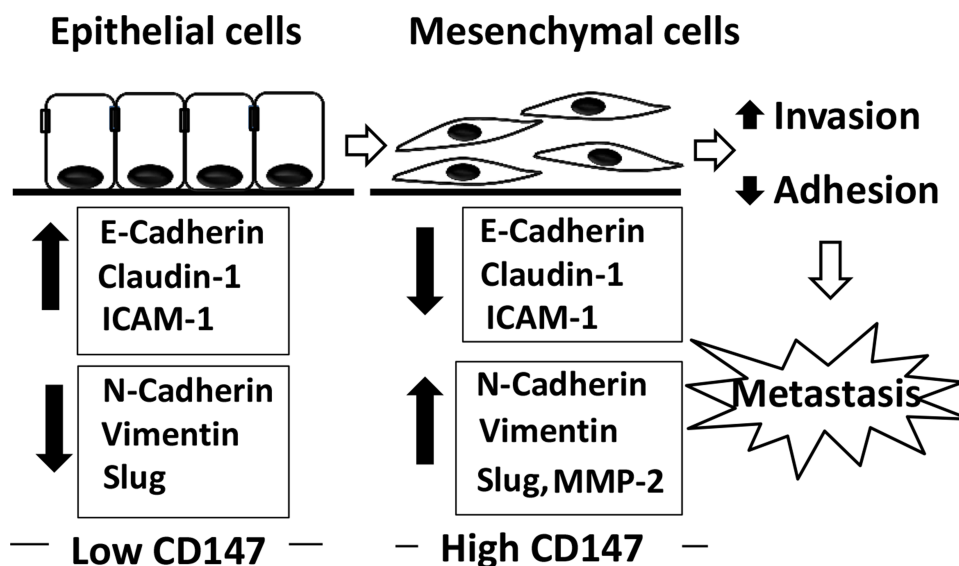 Epithelial cells
Mesenchymal cells
Invasion
Adhesion
E-Cadherin
Claudin-1
ICAM-1
E-Cadherin
Claudin-1
ICAM-1
N-Cadherin
Vimentin
Slug
N-Cadherin
Vimentin
Slug, MMP-2
Metastasis
Low CD147
High CD147